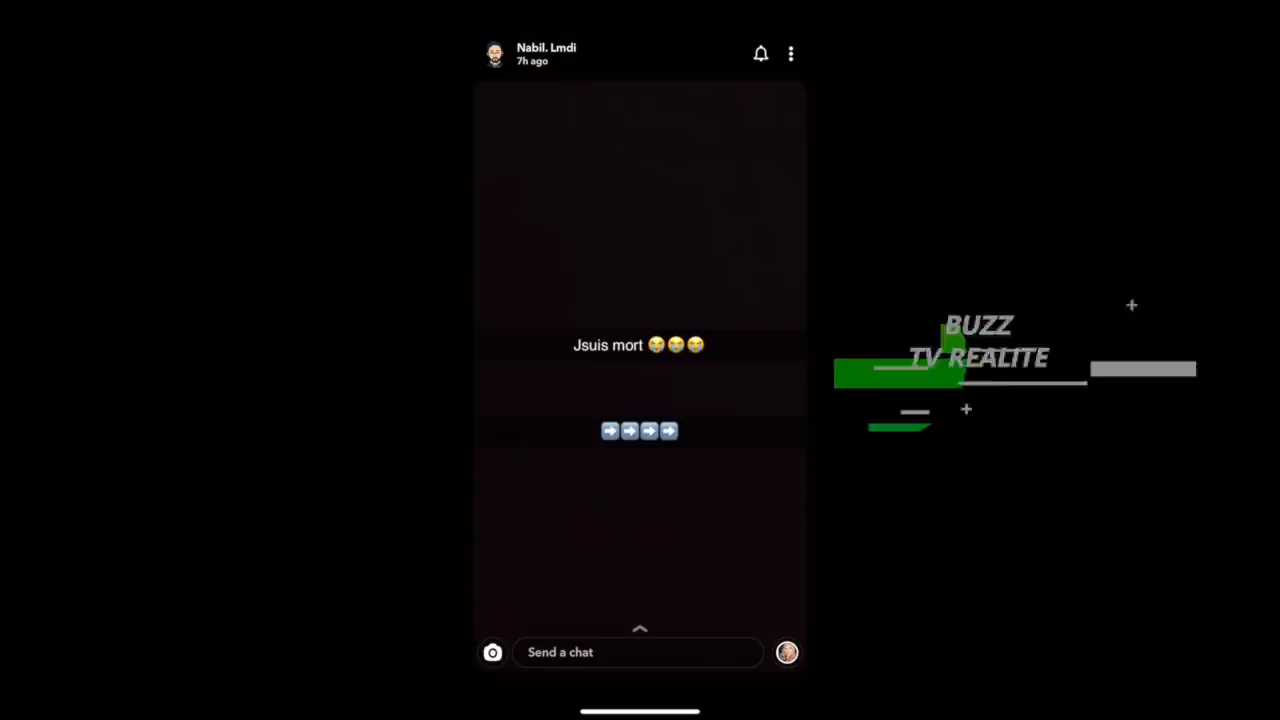 Nabil. Lmdi
7h ago
Jsuis mort 😭😭😭
➡️➡️➡️➡️
BUZZ
TV REALITE
Send a chat